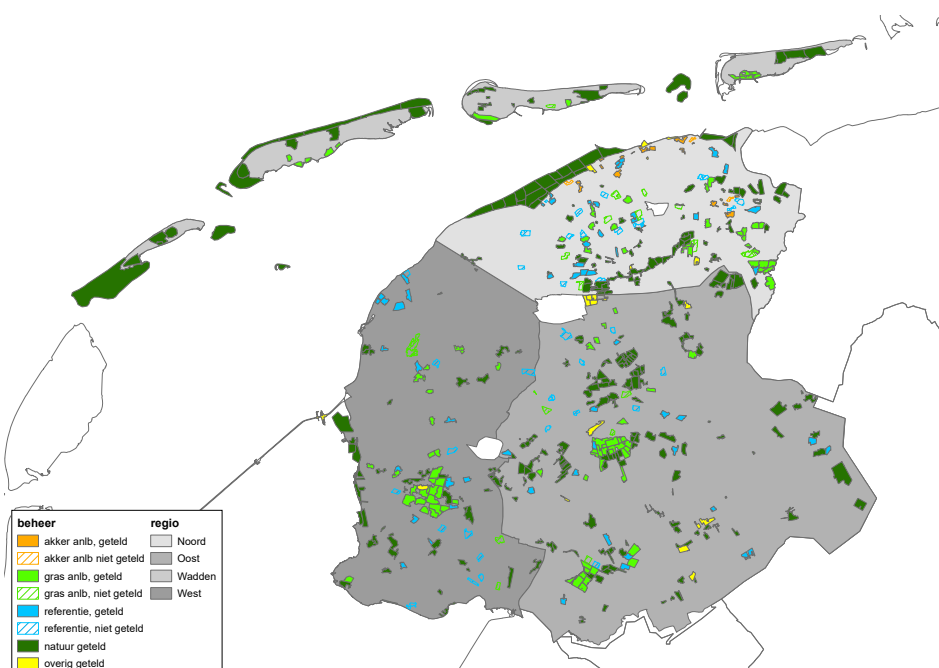 beheer
akker anlb, geteld
akker anlb niet geteld
gras anlb, geteld
gras anlb, niet geteld
referentie, geteld
referentie, niet geteld
natuur geteld
overig geteld
regio
Noord
Oost
Wadden
West